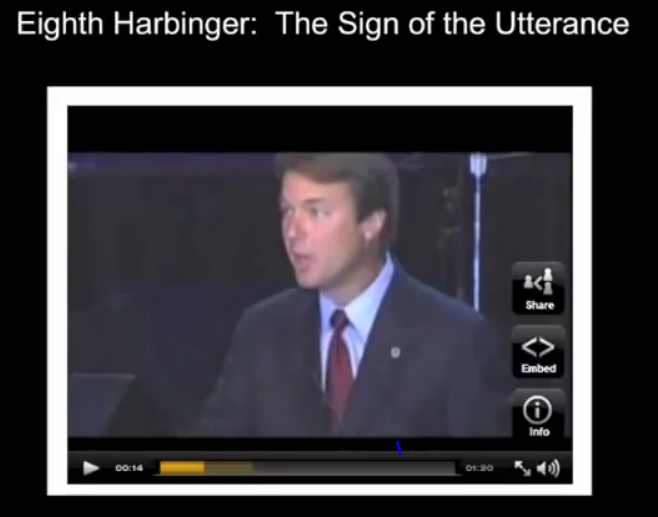 Eighth Harbinger:  The Sign of the Utterance
Share
Embed
Info
00:14
01:30